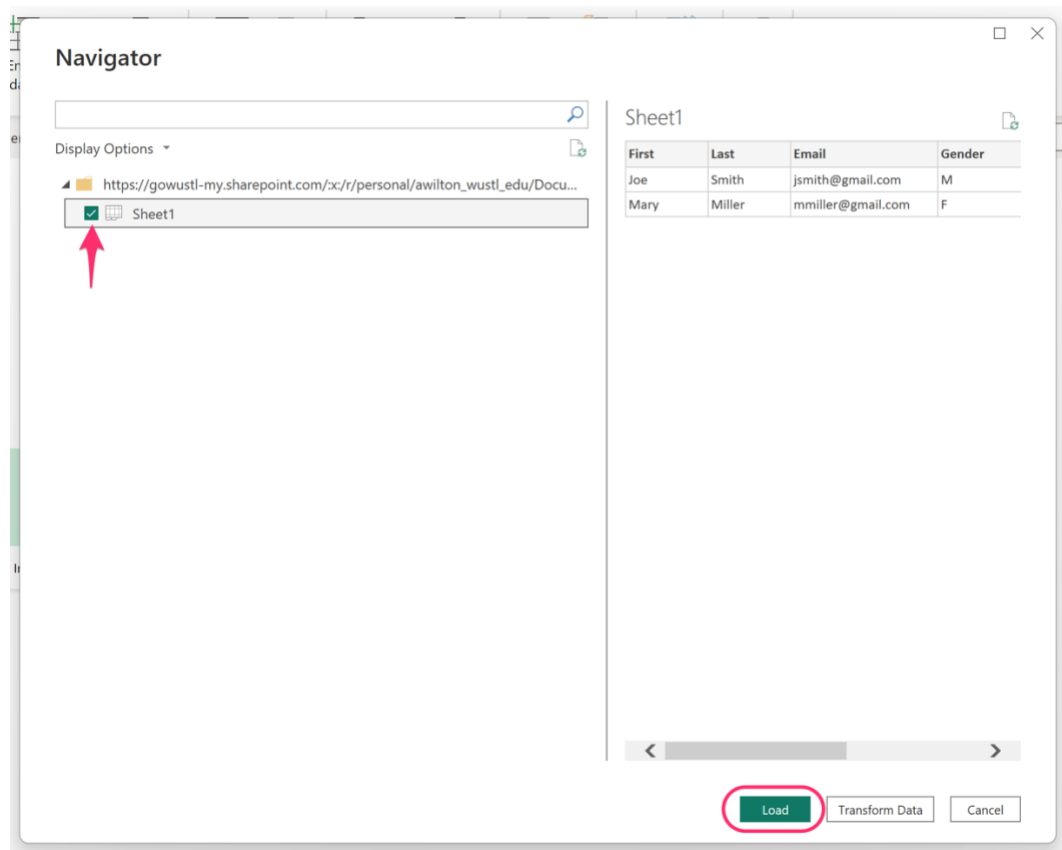 Navigator
Display Options
https://gowustl-my.sharepoint.com/:x:/r/personal/awilton_wustl_edu/Docu...
Sheet1
Sheet1
First Last Email Gender
Joe Smith jsmith@gmail.com M
Mary Miller mmiller@gmail.com F
Load Transform Data Cancel